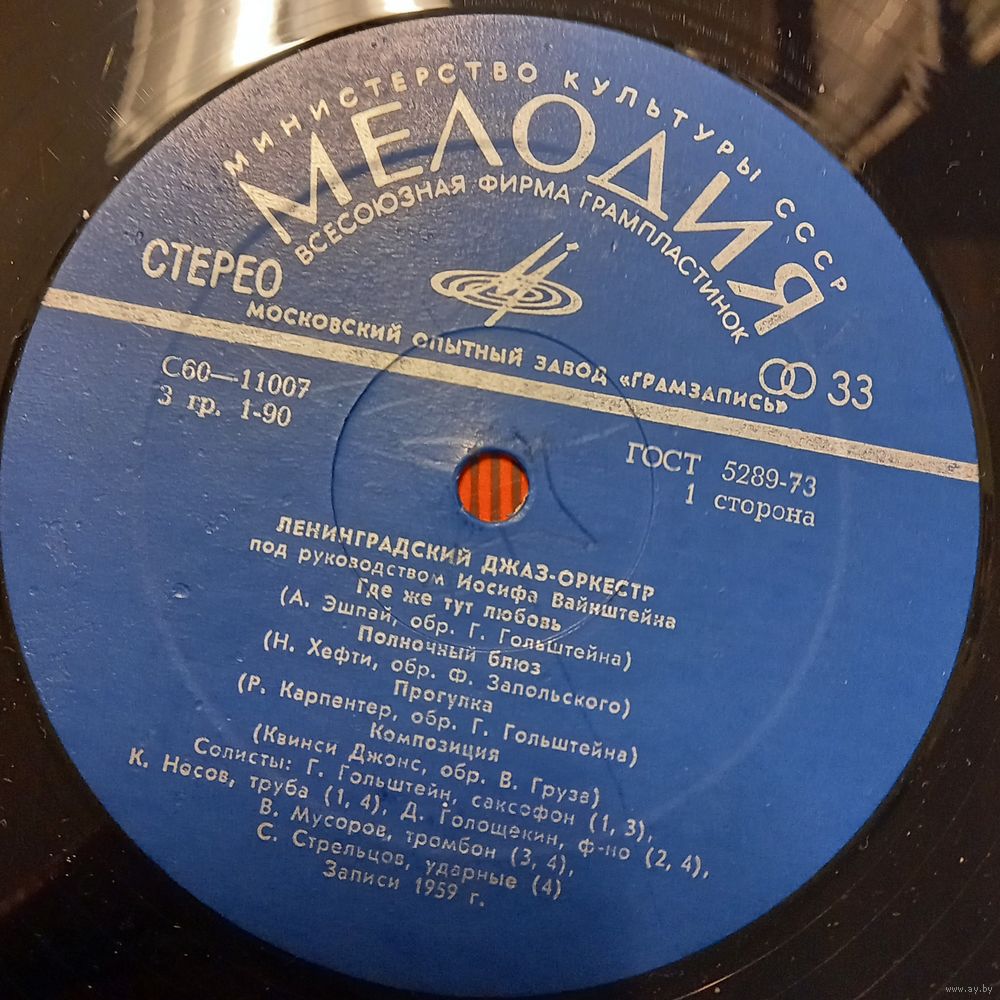 МИНИСТЕРСТВО КУЛЬТУРЫ СССР
МЕЛОДИЯ
ВСЕСОЮЗНАЯ ФИРМА ГРАМПЛАСТИНОК
СТЕРЕО
МОСКОВСКИЙ ОПЫТНЫЙ ЗАВОД «ГРАМЗАПИСЬ»
33
С60—11007
3 гр. 1-90
ГОСТ 5289-73
1 сторона
ЛЕНИНГРАДСКИЙ ДЖАЗ-ОРКЕСТР
под руководством Иосифа Вайнштейна
Где же тут любовь
(А. Эшпай, обр. Г. Гольштейна)
Полночный блюз
(Н. Хефти, обр. Ф. Запольского)
Прогулка
(Р. Карпентер, обр. Г. Гольштейна)
Композиция
(Квинси Джонс, обр. В. Груза)
Солисты: Г. Гольштейн, саксофон (1, 3),
К. Носов, труба (1, 4), Д. Голощекин, ф-но (2, 4),
В. Мусоров, тромбон (3, 4),
С. Стрельцов, ударные (4)
Записи 1959 г.
www.ay.by